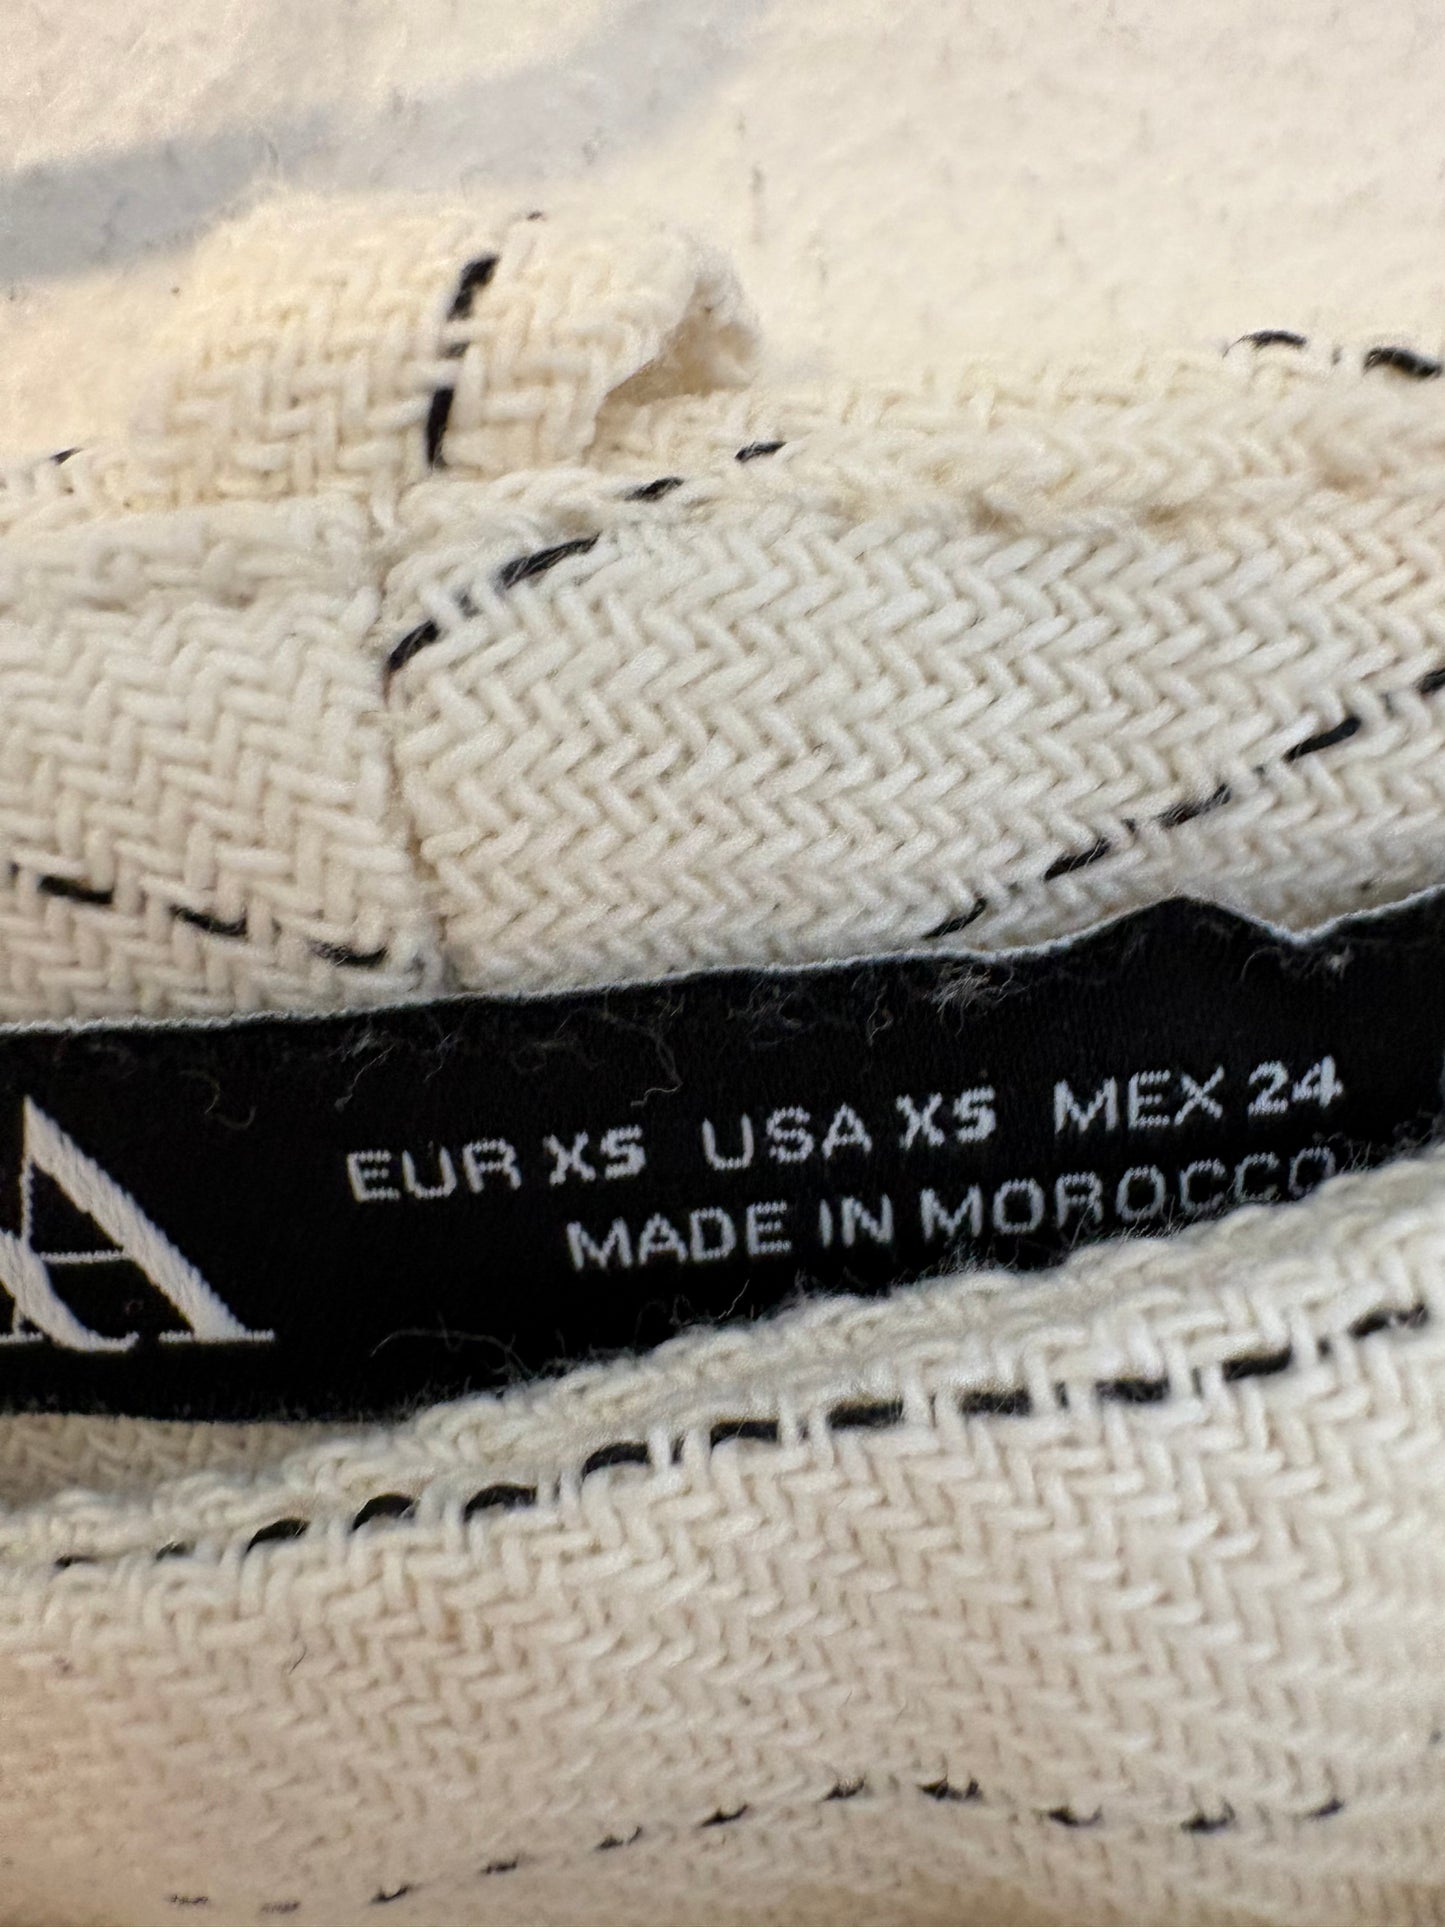 A
EUR XS USA XS MEX 24
MADE IN MOROCCO